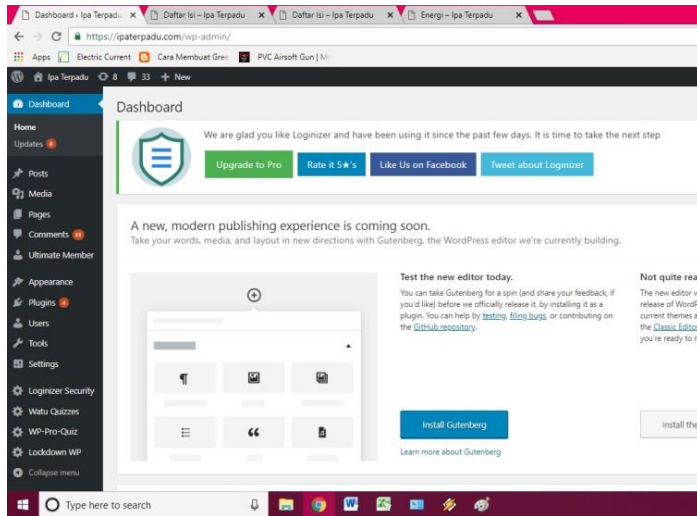 Dashboard ‹ Ipa Terpadu
Daftar Isi – Ipa Terpadu
Daftar Isi – Ipa Terpadu
Energi – Ipa Terpadu
https://ipaterpadu.com/wp-admin/
Apps
Electric Current
Cara Membuat Gree
PVC Airsoft Gun | M
Ipa Terpadu
8
33
+ New
Dashboard
Home
Updates
Posts
Media
Pages
Comments
Ultimate Member
Appearance
Plugins
Users
Tools
Settings
Loginizer Security
Watu Quizzes
WP-Pro-Quiz
Lockdown WP
Collapse menu
Dashboard
We are glad you like Loginizer and have been using it since the past few days. It is time to take the next step
Upgrade to Pro
Rate it 5★'s
Like Us on Facebook
Tweet about Loginizer
A new, modern publishing experience is coming soon.
Take your words, media, and layout in new directions with Gutenberg, the WordPress editor we're currently building.
Test the new editor today.
You can take Gutenberg for a spin (and share your feedback, if
you'd like) before we officially release it, by installing it as a
plugin. You can help by testing, filing bugs, or contributing on
the GitHub repository.
Install Gutenberg
Learn more about Gutenberg
Not quite rea
The new editor w
release of WordP
current themes a
the Classic Edito
you're ready to
Install the
Type here to search